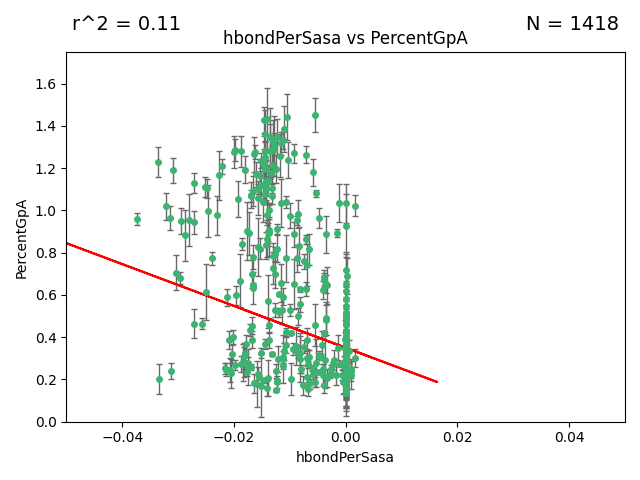 r^2 = 0.11
N = 1418
hbondPerSasa vs PercentGpA
PercentGpA
1.6
1.4
1.2
1.0
0.8
0.6
0.4
0.2
0.0
−0.04
−0.02
0.00
0.02
0.04
hbondPerSasa